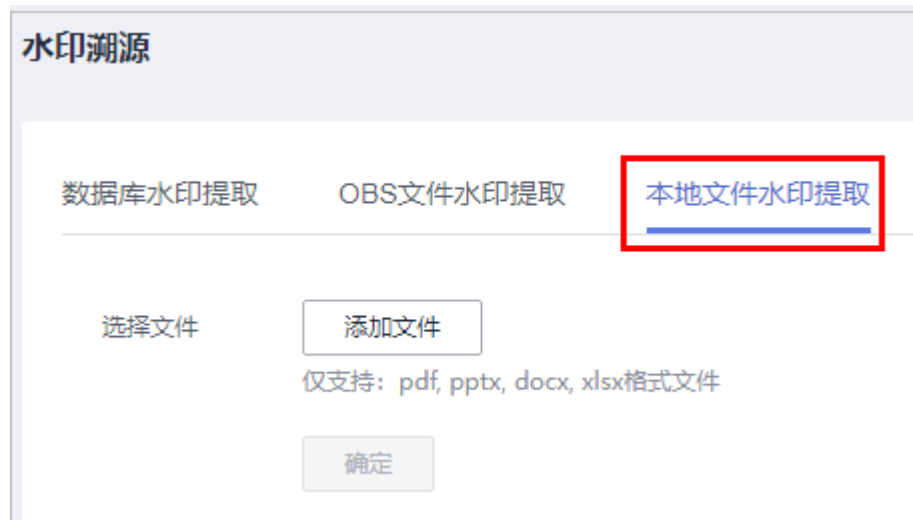 水印溯源
数据库水印提取 OBS文件水印提取 本地文件水印提取
选择文件 添加文件
仅支持：pdf, pptx, docx, xlsx格式文件
确定